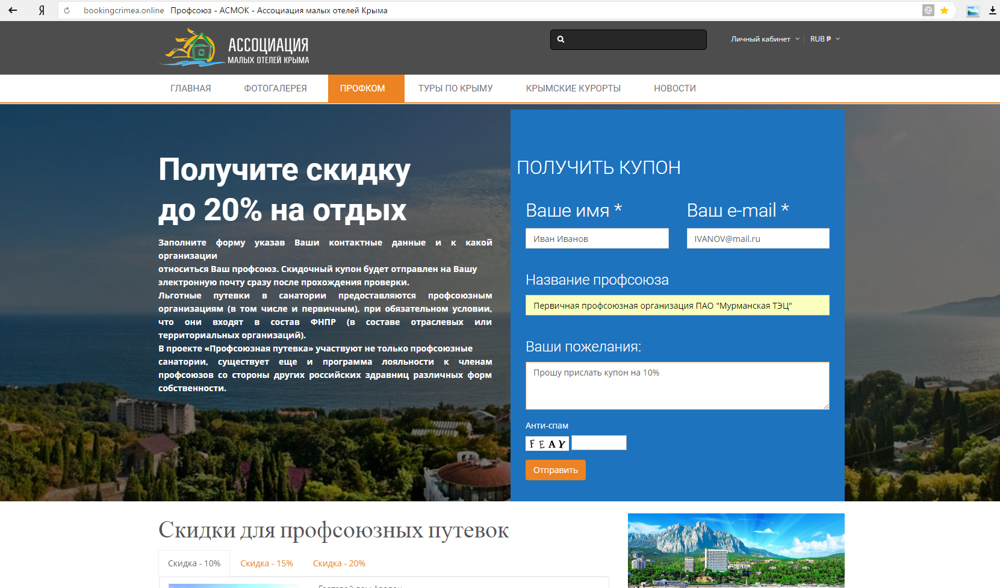 bookingcrimea.online Профсоюз - АСМОК - Ассоциация малых отелей Крыма
АССОЦИАЦИЯ
МАЛЫХ ОТЕЛЕЙ КРЫМА
Личный кабинет RUB ₽
ГЛАВНАЯ ФОТОГАЛЕРЕЯ ПРОФКОМ ТУРЫ ПО КРЫМУ КРЫМСКИЕ КУРОРТЫ НОВОСТИ
Получите скидку
до 20% на отдых
Заполните форму указав Ваши контактные данные и к какой
организации
относиться Ваш профсоюз. Скидочный купон будет отправлен на Вашу
электронную почту сразу после прохождения проверки.
Льготные путевки в санатории предоставляются профсоюзным
организациям (в том числе и первичным), при обязательном условии,
что они входят в состав ФНПР (в составе отраслевых или
территориальных организаций).
В проекте «Профсоюзная путевка» участвуют не только профсоюзные
санатории, существует еще и программа лояльности к членам
профсоюзов со стороны других российских здравниц различных форм
собственности.
ПОЛУЧИТЬ КУПОН
Ваше имя * Ваш e-mail *
Иван Иванов IVANOV@mail.ru
Название профсоюза
Первичная профсоюзная организация ПАО "Мурманская ТЭЦ"
Ваши пожелания:
Прошу прислать купон на 10%
Анти-спам
FEAY
Отправить
Скидки для профсоюзных путевок
Скидка - 10% Скидка - 15% Скидка - 20%